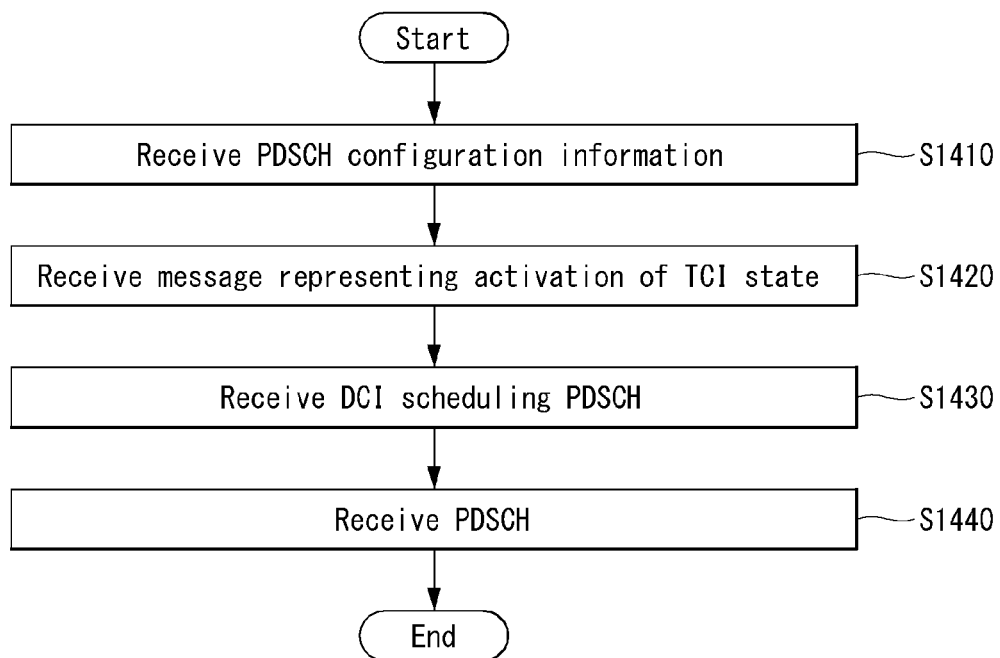 Start
Receive PDSCH configuration information
S1410
Receive message representing activation of TCI state
S1420
Receive DCI scheduling PDSCH
S1430
Receive PDSCH
S1440
End